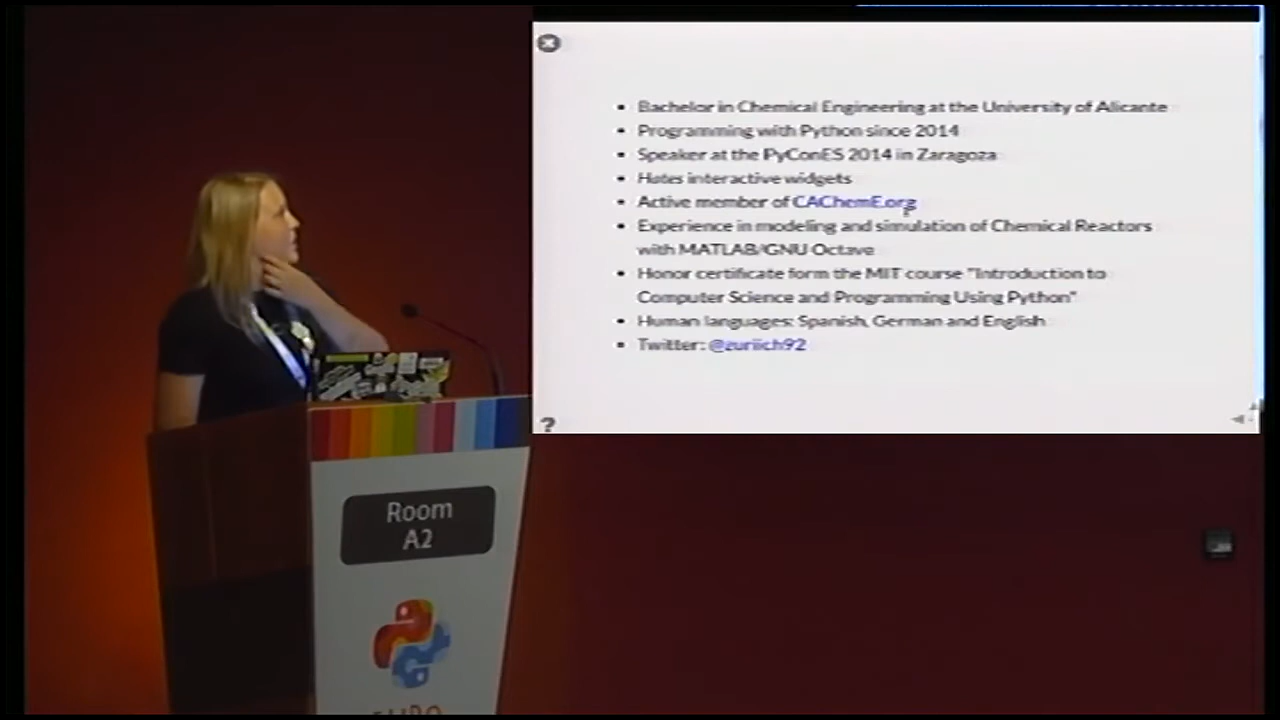 Bachelor in Chemical Engineering at the University of Alicante
Programming with Python since 2014
Speaker at the PyConES 2014 in Zaragoza
Hates interactive widgets
Active member of CAChemE.org
Experience in modeling and simulation of Chemical Reactors
with MATLAB/GNU Octave
Honor certificate form the MIT course "Introduction to
Computer Science and Programming Using Python"
Human languages: Spanish, German and English
Twitter: @zuriich92
?
Room
A2
EURO